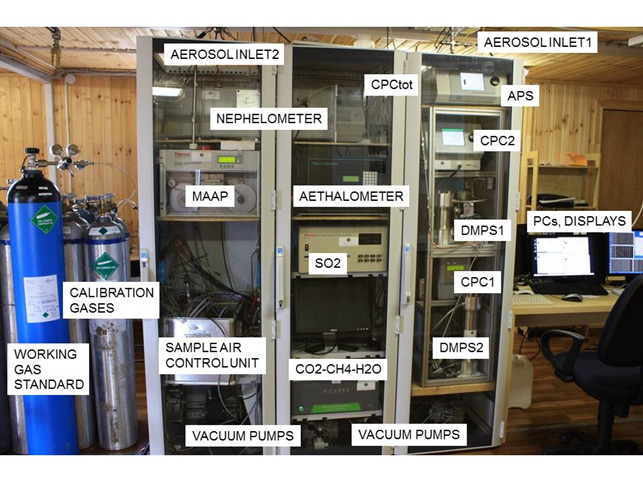 AEROSOL INLET2
AEROSOL INLET1
CPCtot
APS
NEPHELOMETER
CPC2
MAAP
AETHALOMETER
DMPS1
PCs, DISPLAYS
SO2
CPC1
CALIBRATION
GASES
SAMPLE AIR
CONTROL UNIT
DMPS2
WORKING
GAS
STANDARD
CO2-CH4-H2O
PICARRO
VACUUM PUMPS
VACUUM PUMPS